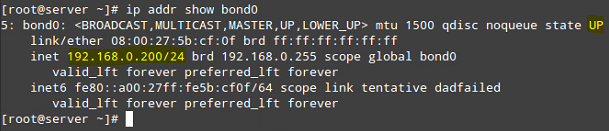 [root@server ~]# ip addr show bond0
5: bond0: <BROADCAST,MULTICAST,MASTER,UP,LOWER_UP> mtu 1500 qdisc noqueue state UP
link/ether 08:00:27:5b:cf:0f brd ff:ff:ff:ff:ff:ff
inet 192.168.0.200/24 brd 192.168.0.255 scope global bond0
valid_lft forever preferred_lft forever
inet6 fe80::a00:27ff:fe5b:cf0f/64 scope link tentative dadfailed
valid_lft forever preferred_lft forever
[root@server ~]#